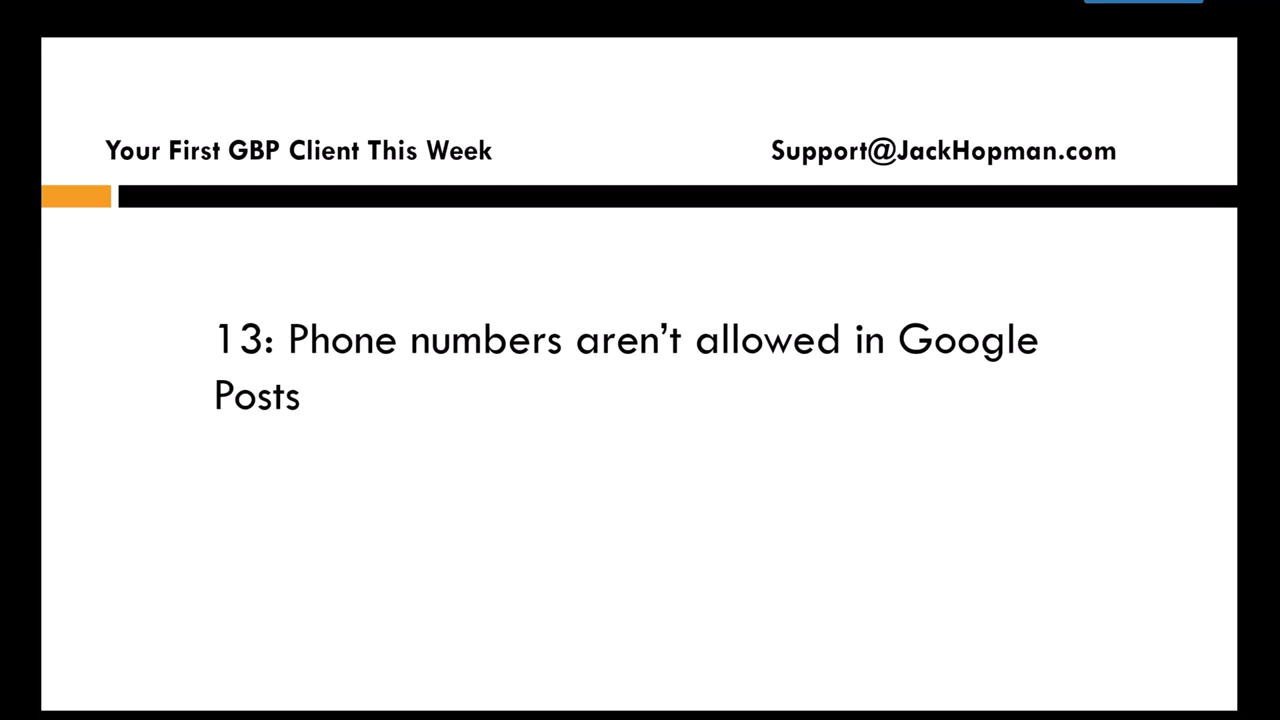 Your First GBP Client This Week
Support@JackHopman.com
13: Phone numbers aren’t allowed in Google
Posts